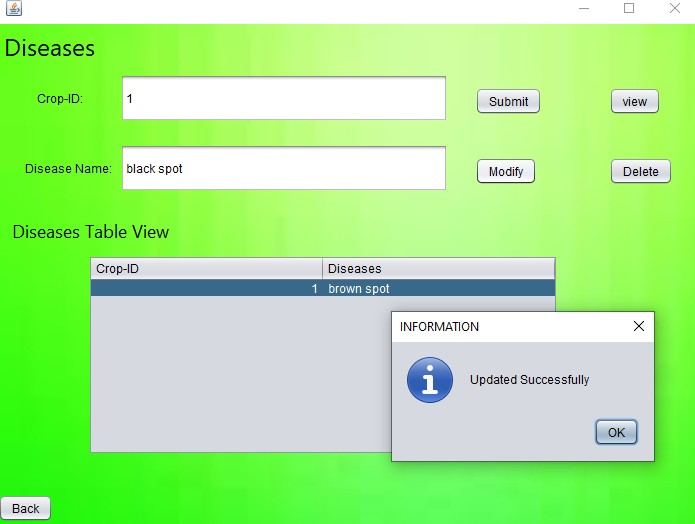 Diseases
Crop-ID: 1 Submit view
Disease Name: black spot Modify Delete
Diseases Table View
Crop-ID Diseases
1 brown spot
INFORMATION
Updated Successfully
OK
Back